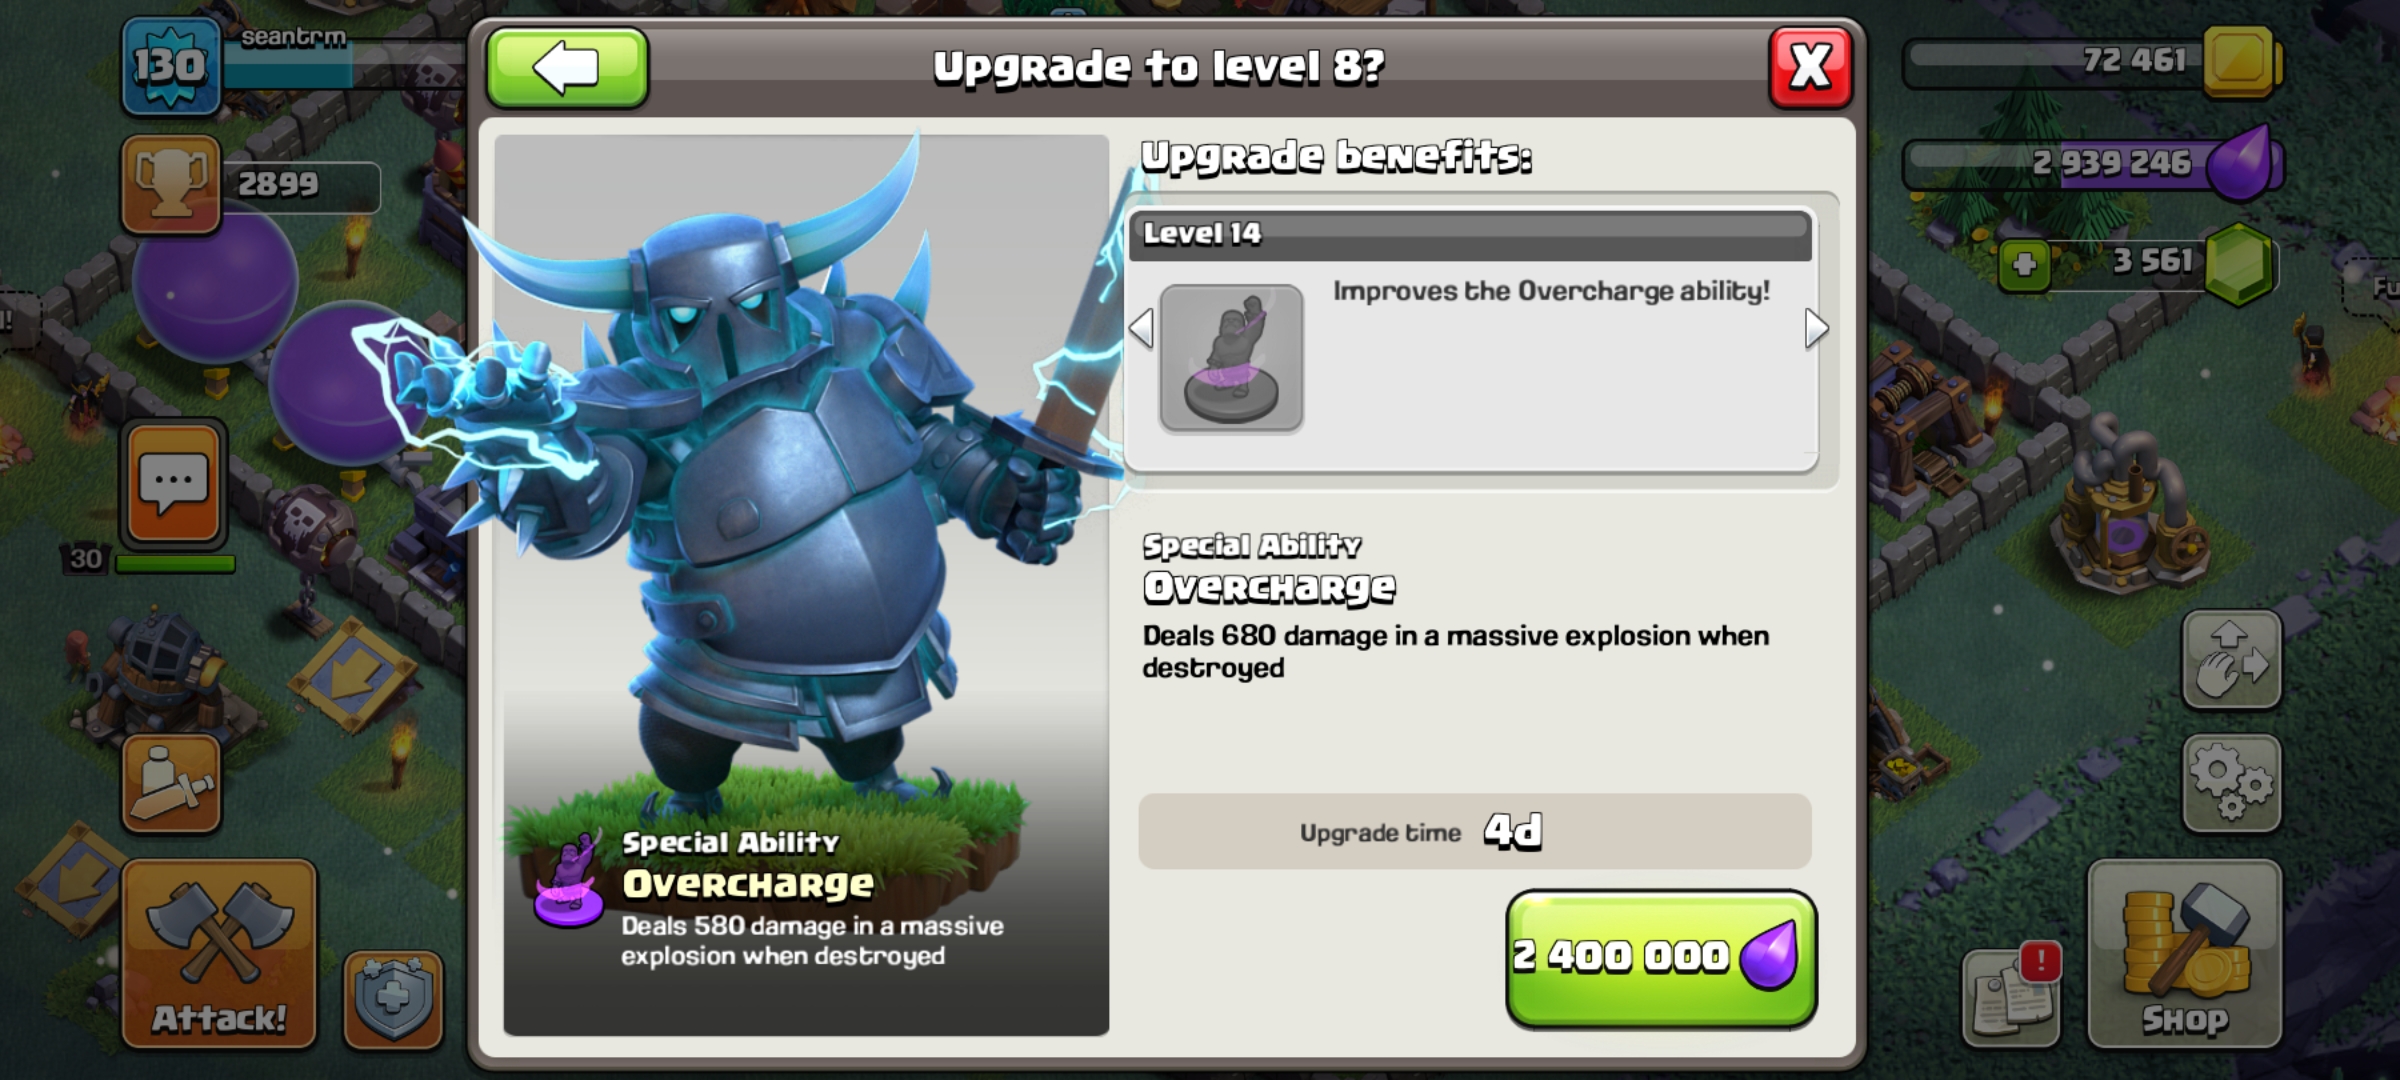 130
seantrm
2899
30
Attack!
Upgrade to level 8?
X
Special Ability
Overcharge
Deals 580 damage in a massive
explosion when destroyed
Upgrade benefits:
Level 14
Improves the Overcharge ability!
Special Ability
Overcharge
Deals 680 damage in a massive explosion when
destroyed
Upgrade time 4d
2 400 000
72 461
2 939 246
3 561
Fu
!
Shop